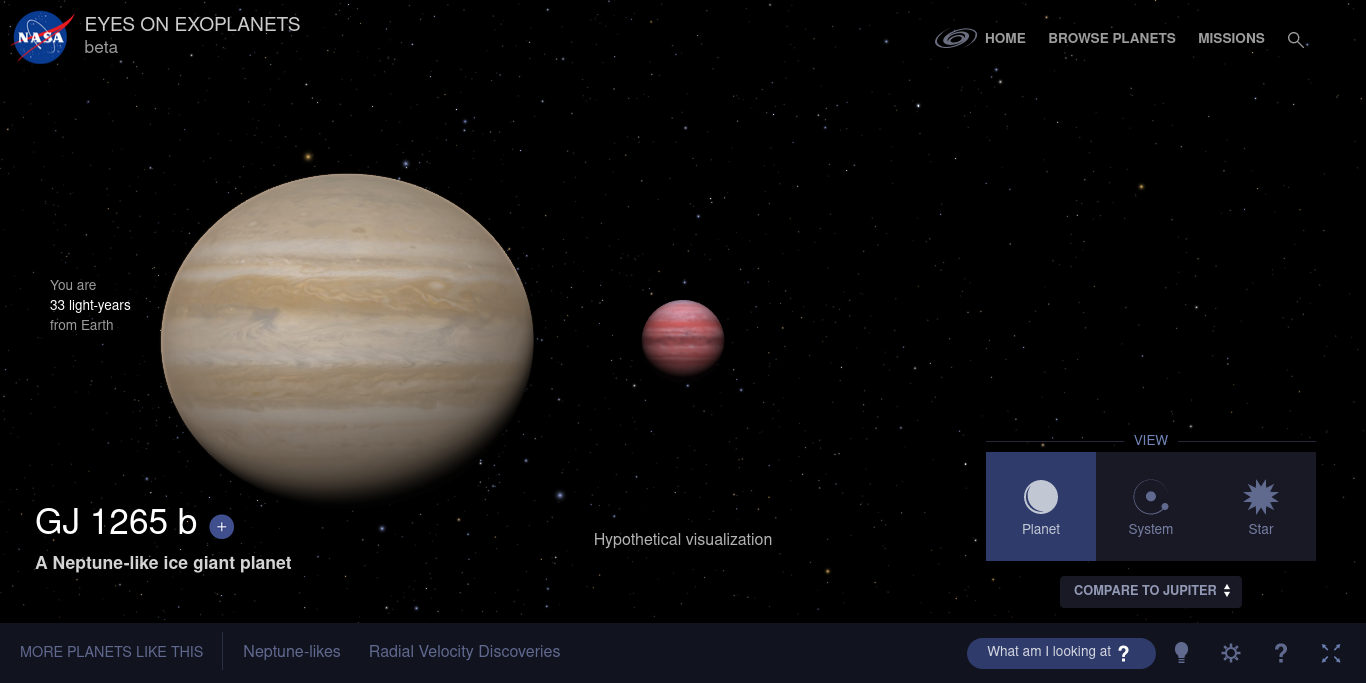 NASA
EYES ON EXOPLANETS
beta
HOME
BROWSE PLANETS
MISSIONS
You are
33 light-years
from Earth
VIEW
Planet
System
Star
GJ 1265 b +
A Neptune-like ice giant planet
Hypothetical visualization
COMPARE TO JUPITER
MORE PLANETS LIKE THIS
Neptune-likes
Radial Velocity Discoveries
What am I looking at ?
?